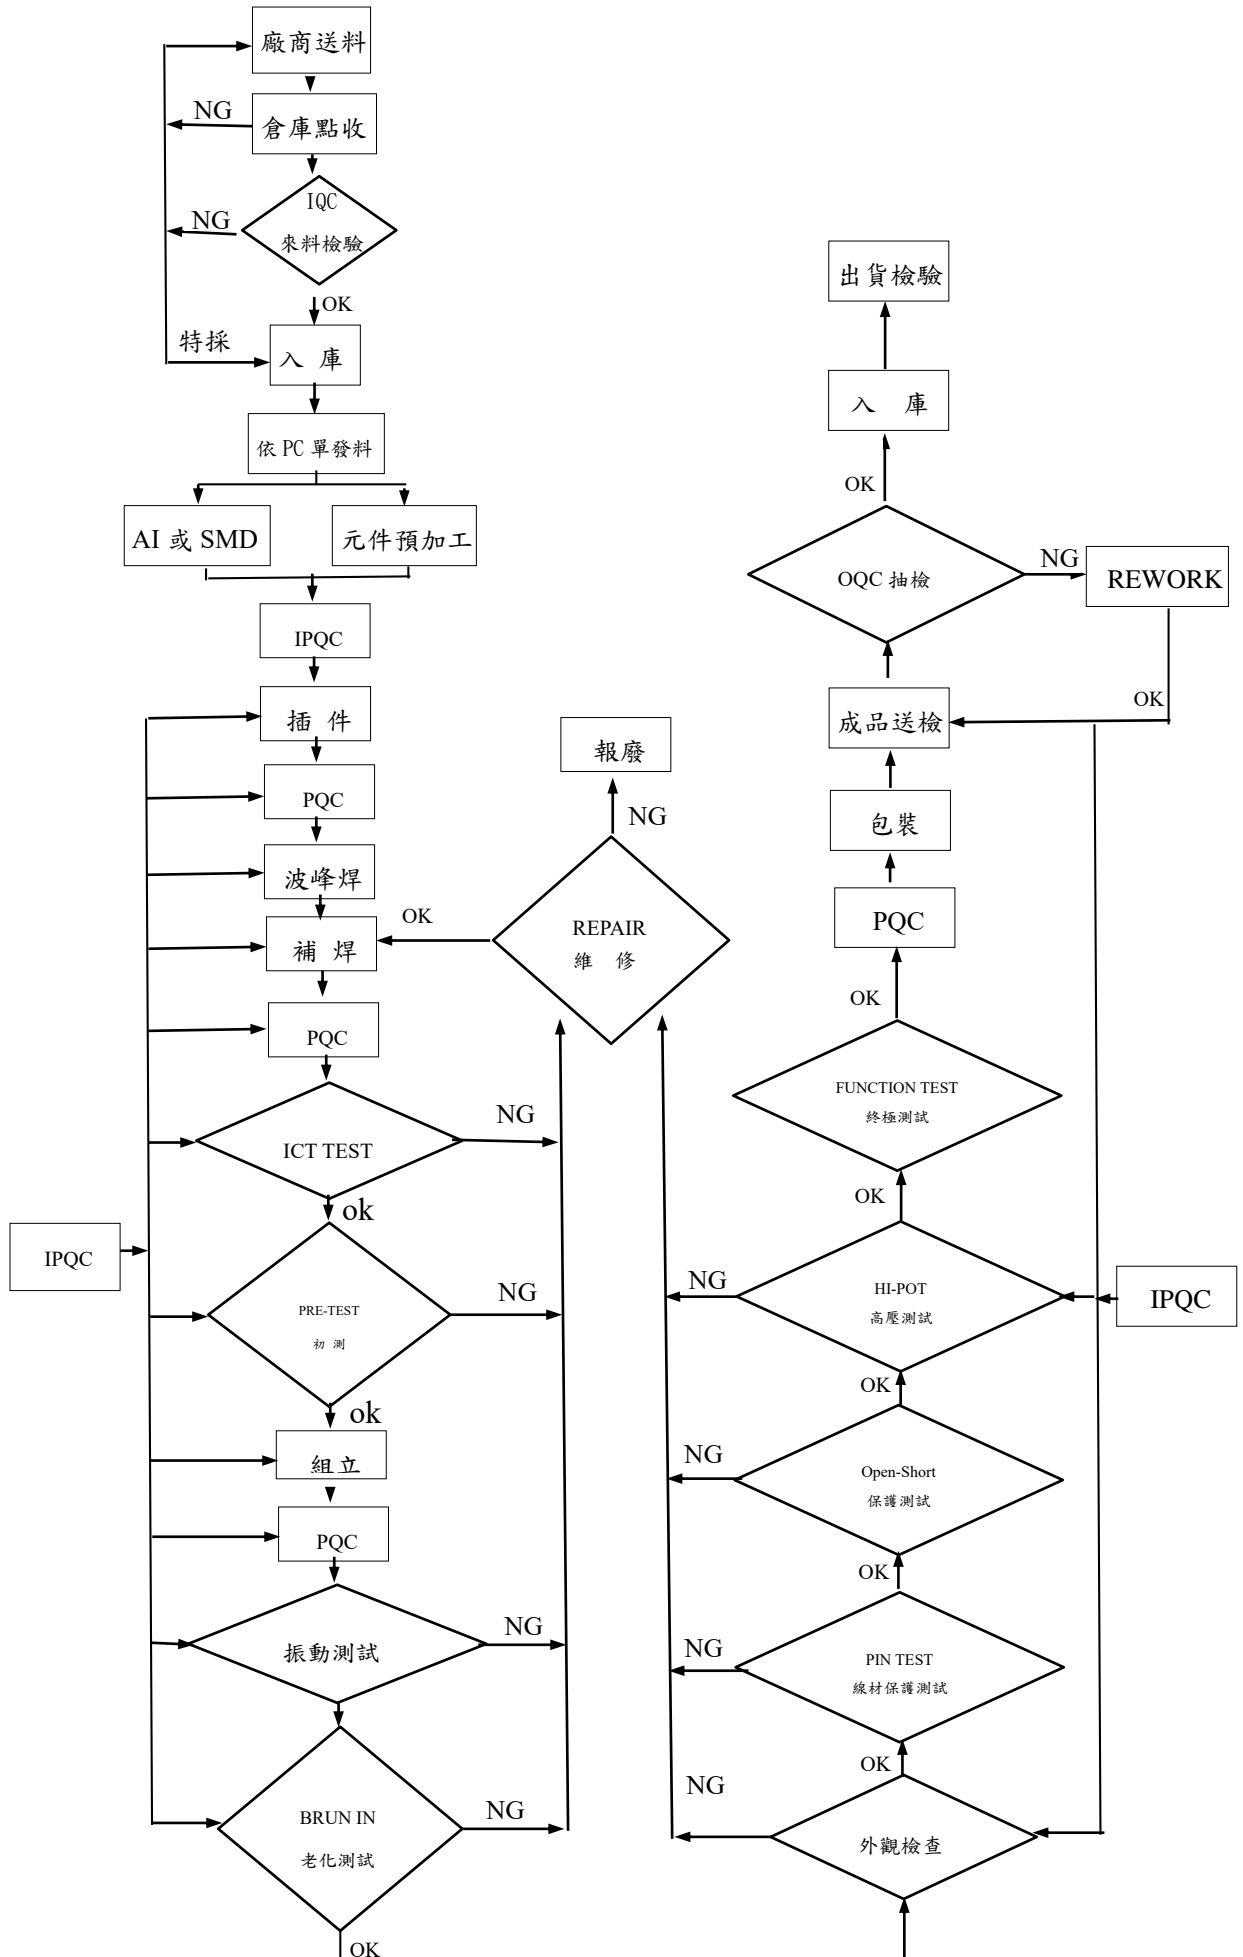 廠商送料
NG
倉庫點收
IQC
來料檢驗
NG
OK
特採
入 庫
依 PC 單發料
AI 或 SMD
元件預加工
IPQC
插 件
PQC
波峰焊
補 焊
PQC
ICT TEST
NG
ok
IPQC
PRE-TEST
初 測
NG
ok
組立
PQC
振動測試
NG
BRUN IN
老化測試
NG
OK
報廢
NG
REPAIR
維 修
OK
出貨檢驗
入 庫
OK
OQC 抽檢
NG
REWORK
OK
成品送檢
包裝
PQC
OK
FUNCTION TEST
終極測試
OK
HI-POT
高壓測試
NG
IPQC
OK
Open-Short
保護測試
NG
OK
PIN TEST
線材保護測試
NG
OK
外觀檢查
NG